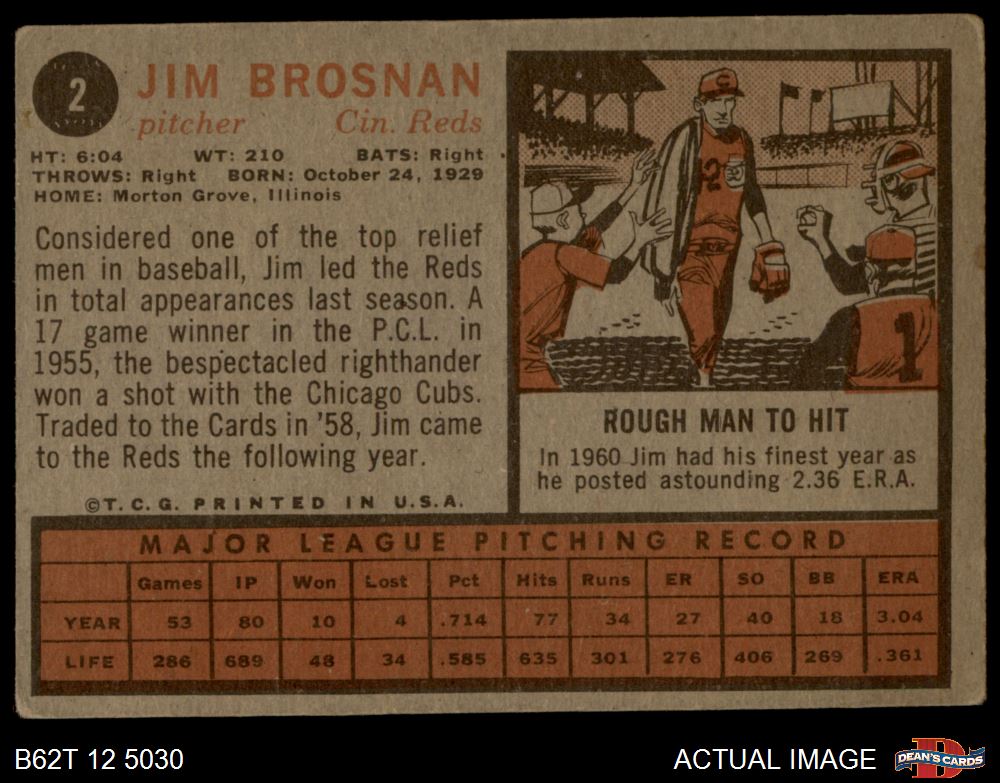 2
JIM BROSNAN
pitcher Cin. Reds
HT: 6:04 WT: 210 BATS: Right
THROWS: Right BORN: October 24, 1929
HOME: Morton Grove, Illinois
Considered one of the top relief
men in baseball, Jim led the Reds
in total appearances last season. A
17 game winner in the P.C.L. in
1955, the bespectacled righthander
won a shot with the Chicago Cubs.
Traded to the Cards in '58, Jim came
to the Reds the following year.
©T.C.G. PRINTED IN U.S.A.
C
2
1
ROUGH MAN TO HIT
In 1960 Jim had his finest year as
he posted astounding 2.36 E.R.A.
MAJOR LEAGUE PITCHING RECORD
Games IP Won Lost Pct Hits Runs ER SO BB ERA
YEAR 53 80 10 4 .714 77 34 27 40 18 3.04
LIFE 286 689 48 34 .585 635 301 276 406 269 .361
B62T 12 5030
ACTUAL IMAGE
D
DEAN'S CARDS